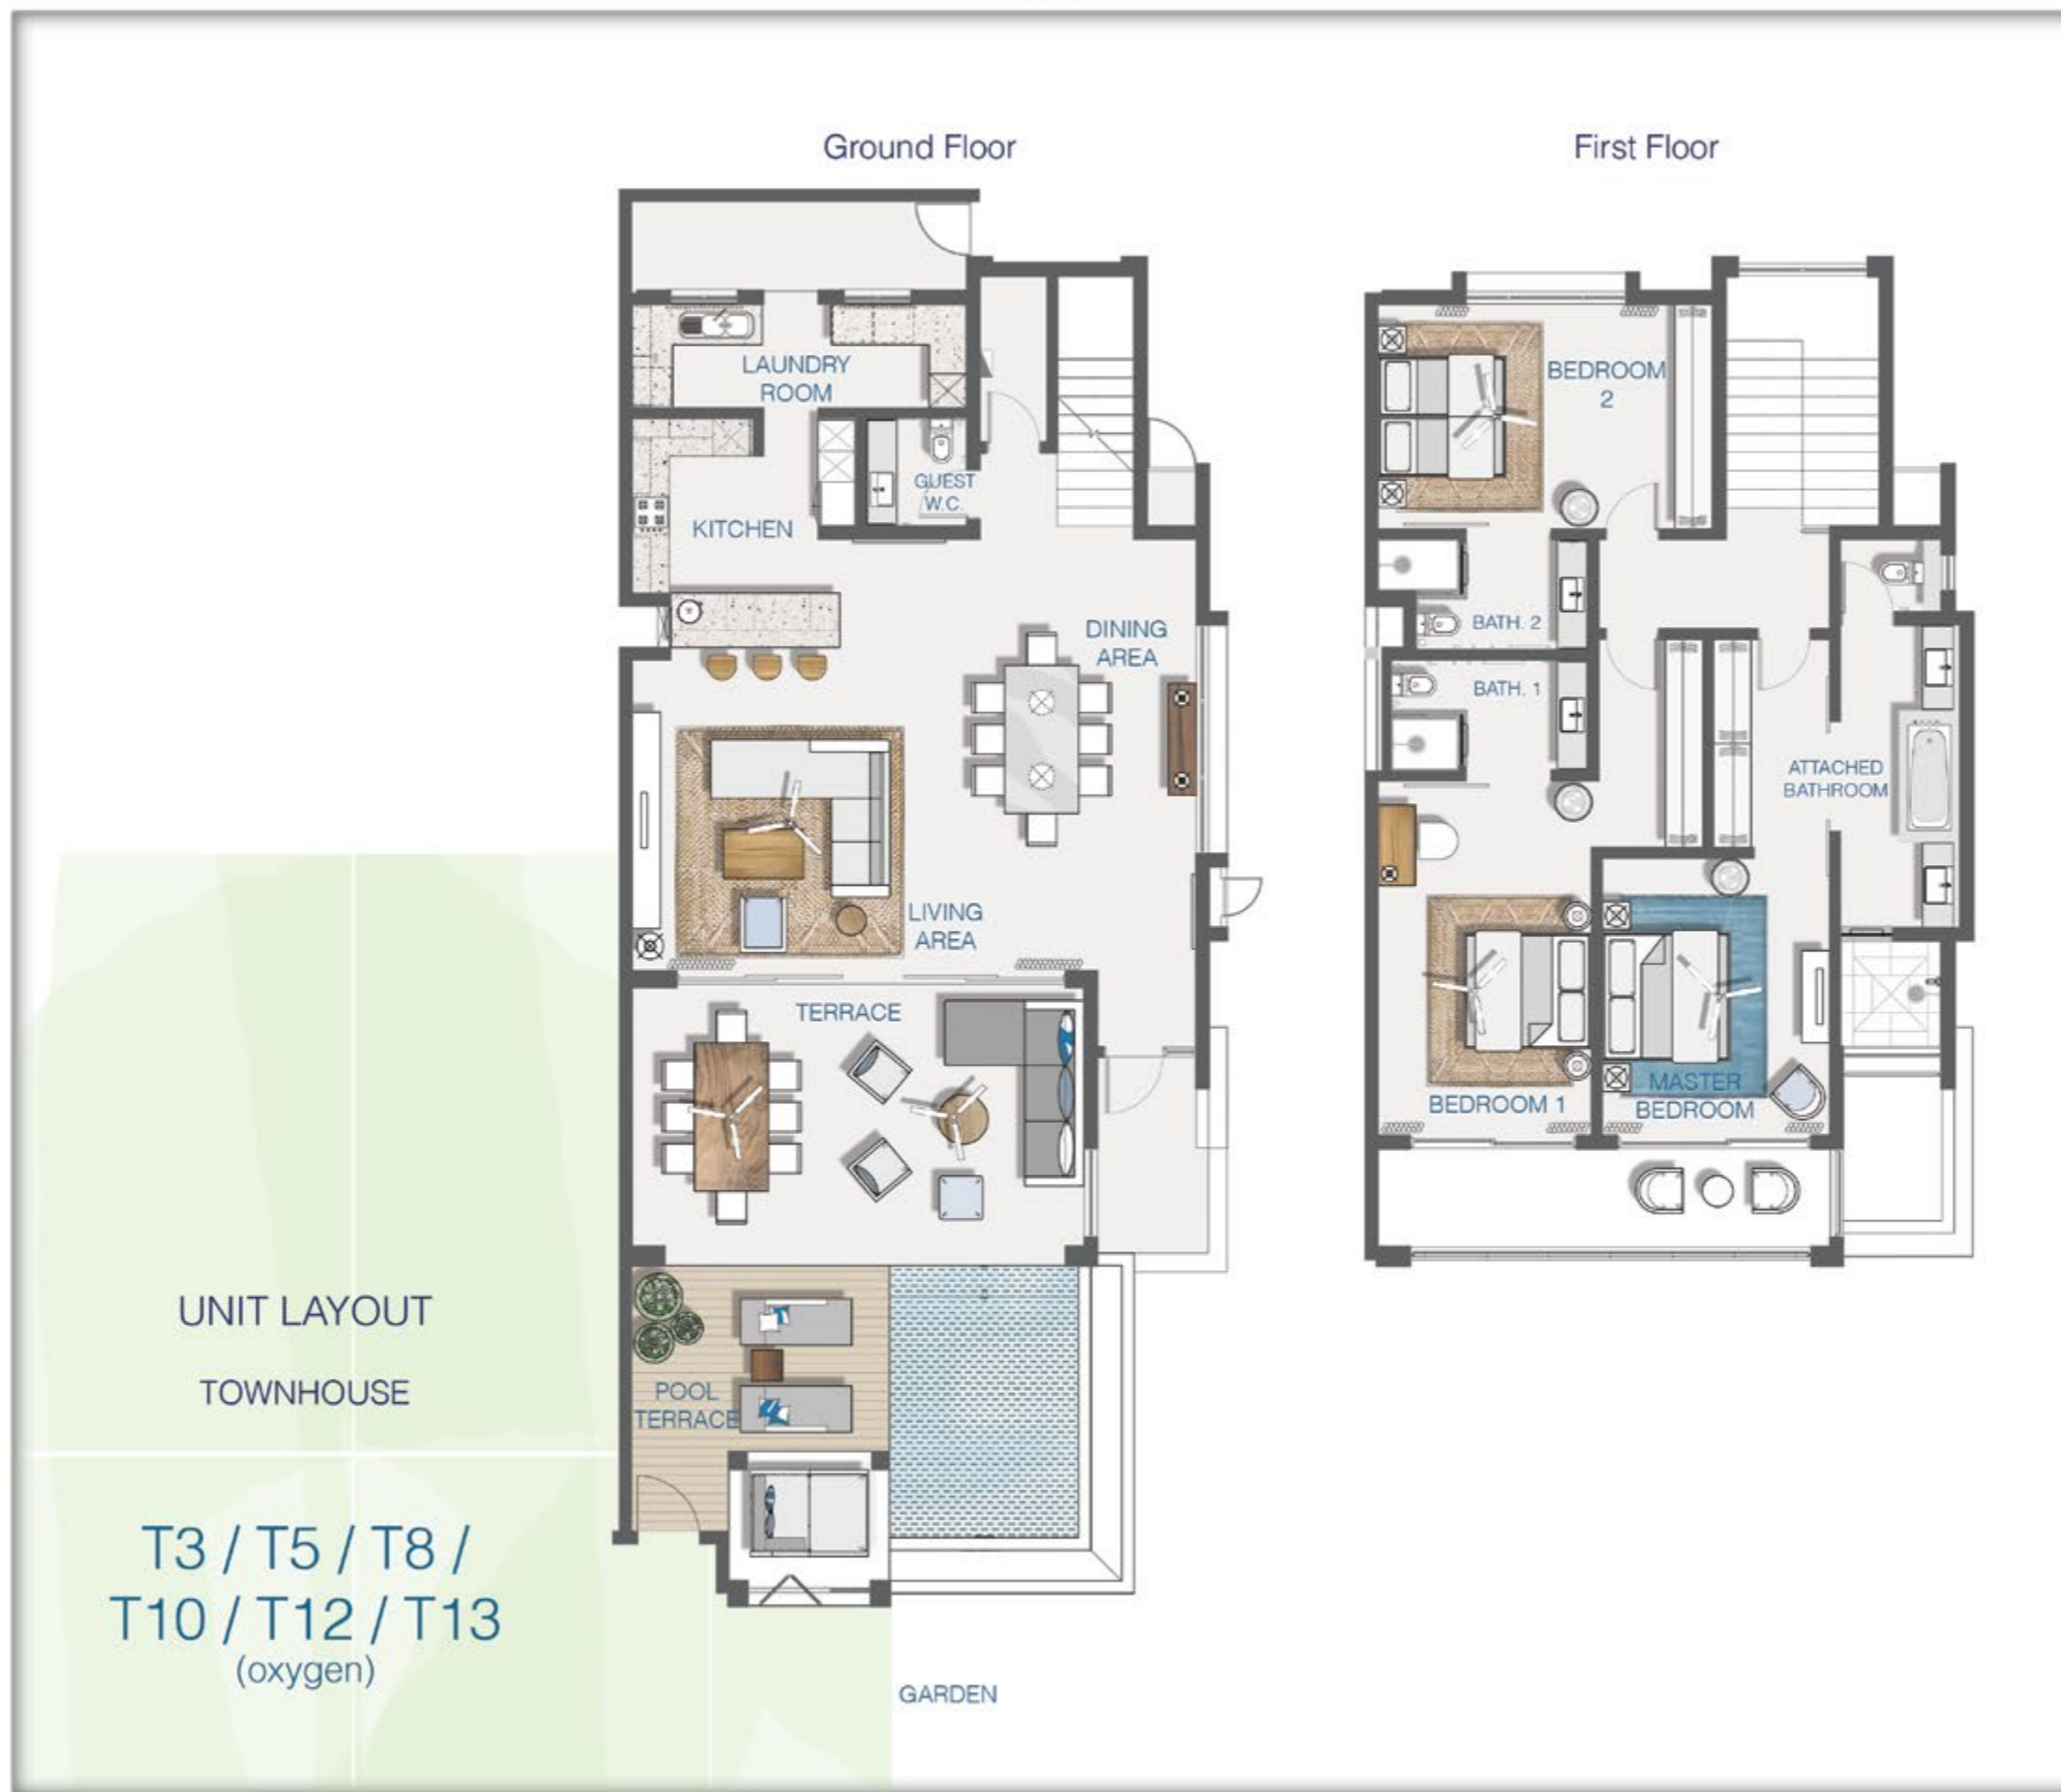 Ground Floor
First Floor
LAUNDRY
ROOM
GUEST
W.C.
KITCHEN
DINING
AREA
LIVING
AREA
TERRACE
POOL
TERRACE
GARDEN
BEDROOM
2
BATH. 2
BATH. 1
ATTACHED
BATHROOM
BEDROOM 1
MASTER
BEDROOM
UNIT LAYOUT
TOWNHOUSE
T3 / T5 / T8 /
T10 / T12 / T13
(oxygen)